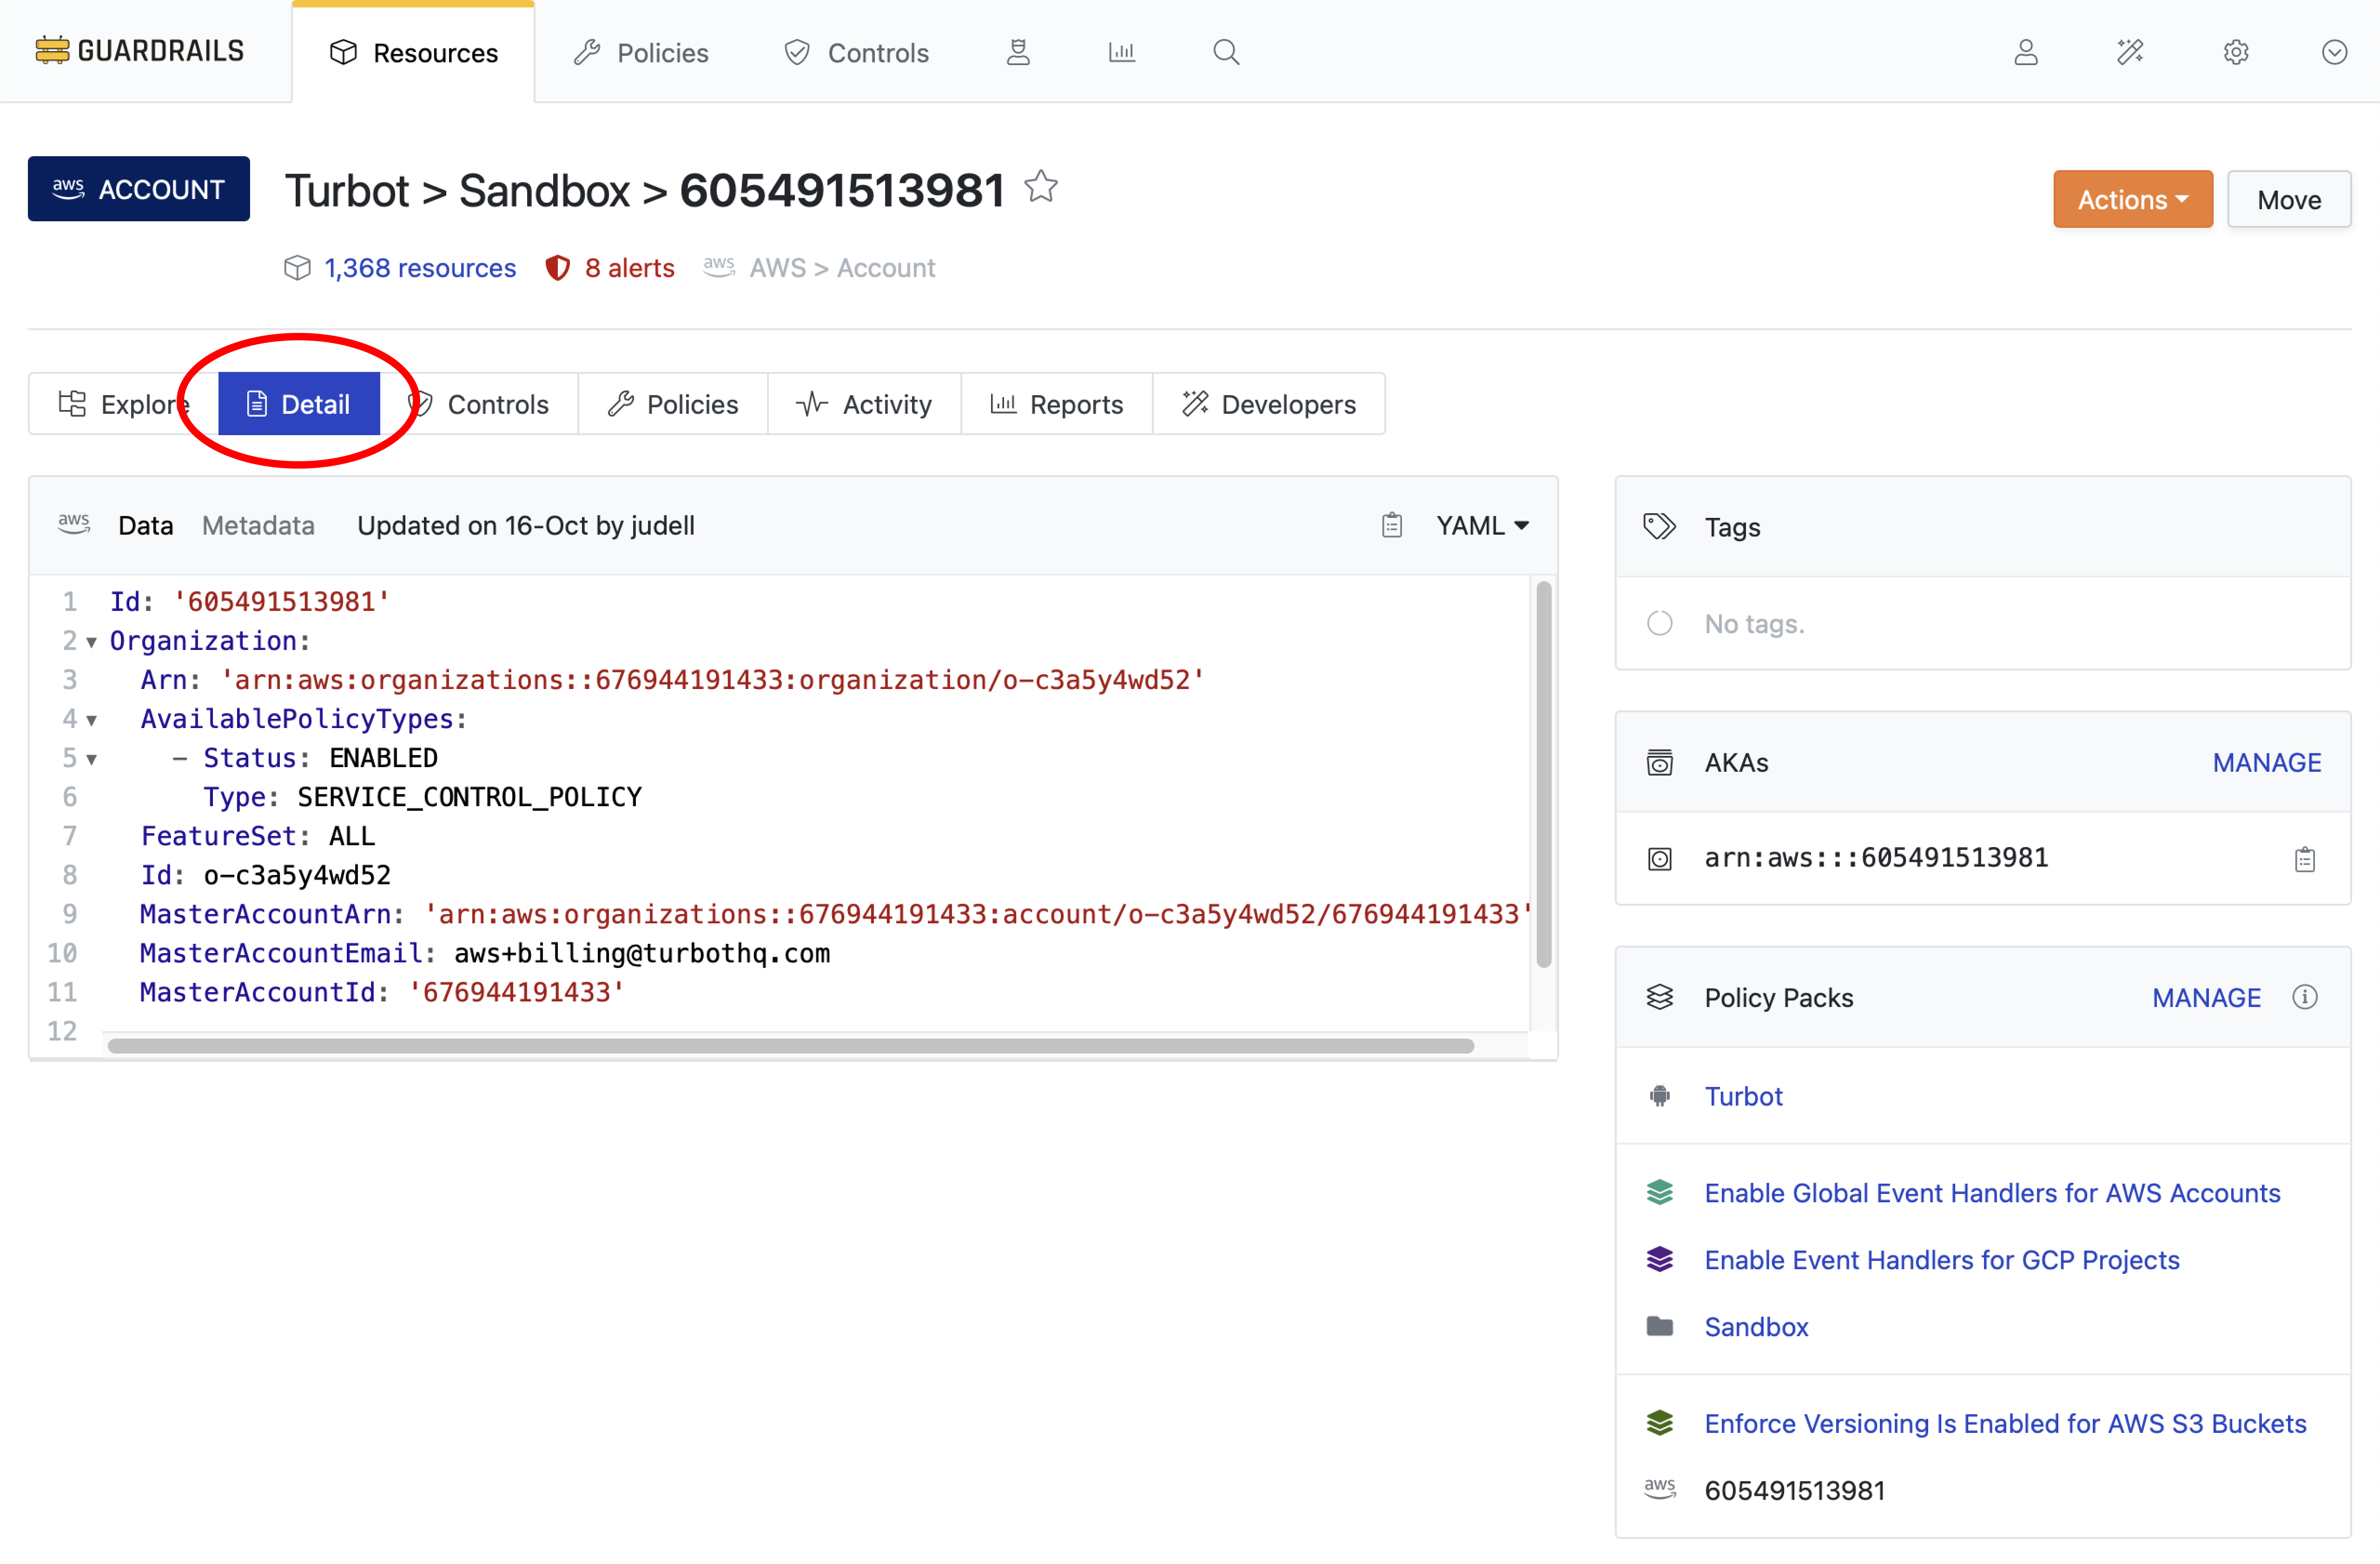 GUARDRAILS
Resources
Policies
Controls
aws ACCOUNT
Turbot > Sandbox > 605491513981
Actions
Move
1,368 resources
8 alerts
aws AWS > Account
Explore
Detail
Controls
Policies
Activity
Reports
Developers
aws Data Metadata Updated on 16-Oct by judell
YAML
1 Id: '605491513981'
2 Organization:
3 Arn: 'arn:aws:organizations::676944191433:organization/o-c3a5y4wd52'
4 AvailablePolicyTypes:
5 - Status: ENABLED
6 Type: SERVICE_CONTROL_POLICY
7 FeatureSet: ALL
8 Id: o-c3a5y4wd52
9 MasterAccountArn: 'arn:aws:organizations::676944191433:account/o-c3a5y4wd52/676944191433'
10 MasterAccountEmail: aws+billing@turbothq.com
11 MasterAccountId: '676944191433'
12
Tags
No tags.
AKAs MANAGE
arn:aws:::605491513981
Policy Packs MANAGE
Turbot
Enable Global Event Handlers for AWS Accounts
Enable Event Handlers for GCP Projects
Sandbox
Enforce Versioning Is Enabled for AWS S3 Buckets
aws 605491513981